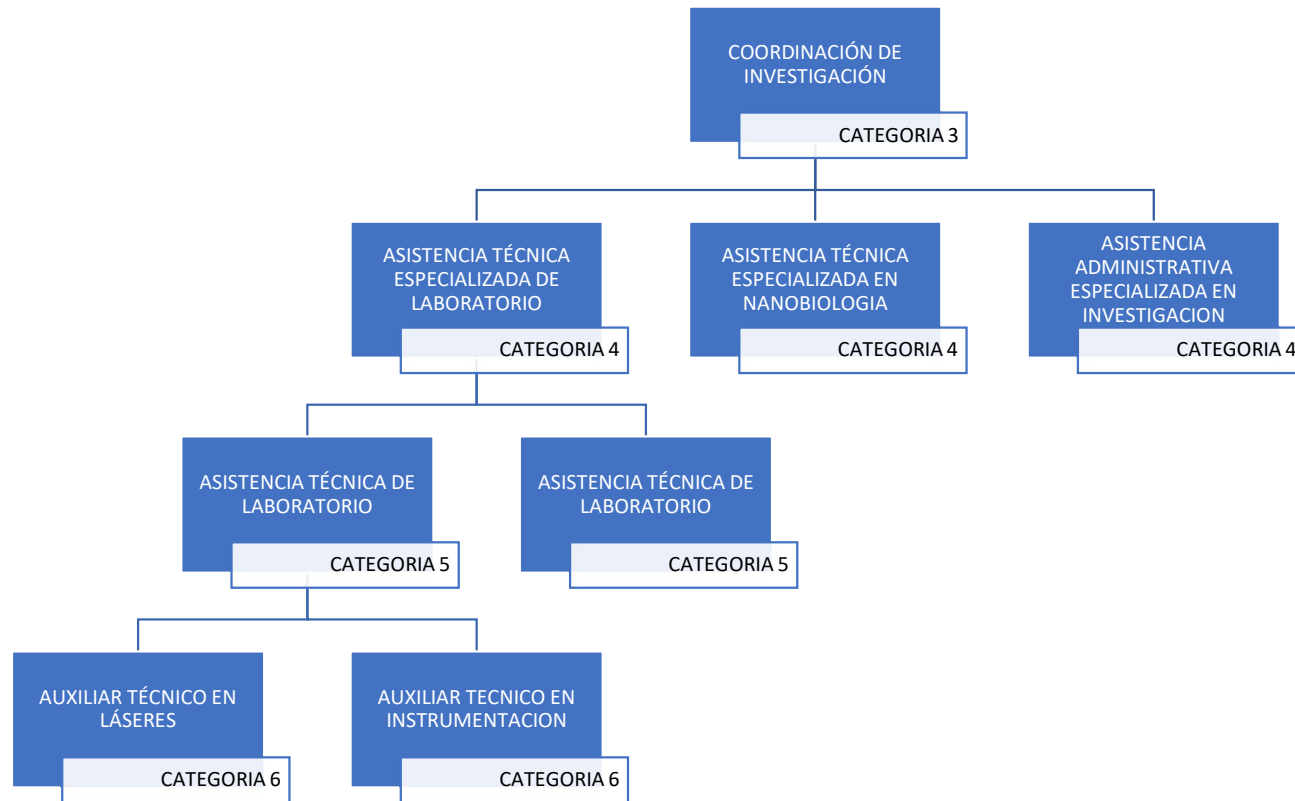 COORDINACIÓN DE
INVESTIGACIÓN
CATEGORIA 3
ASISTENCIA TÉCNICA
ESPECIALIZADA DE
LABORATORIO
CATEGORIA 4
ASISTENCIA TÉCNICA
ESPECIALIZADA EN
NANOBIOLOGIA
CATEGORIA 4
ASISTENCIA
ADMINISTRATIVA
ESPECIALIZADA EN
INVESTIGACION
CATEGORIA 4
ASISTENCIA TÉCNICA DE
LABORATORIO
CATEGORIA 5
ASISTENCIA TÉCNICA DE
LABORATORIO
CATEGORIA 5
AUXILIAR TÉCNICO EN
LÁSERES
CATEGORIA 6
AUXILIAR TECNICO EN
INSTRUMENTACION
CATEGORIA 6